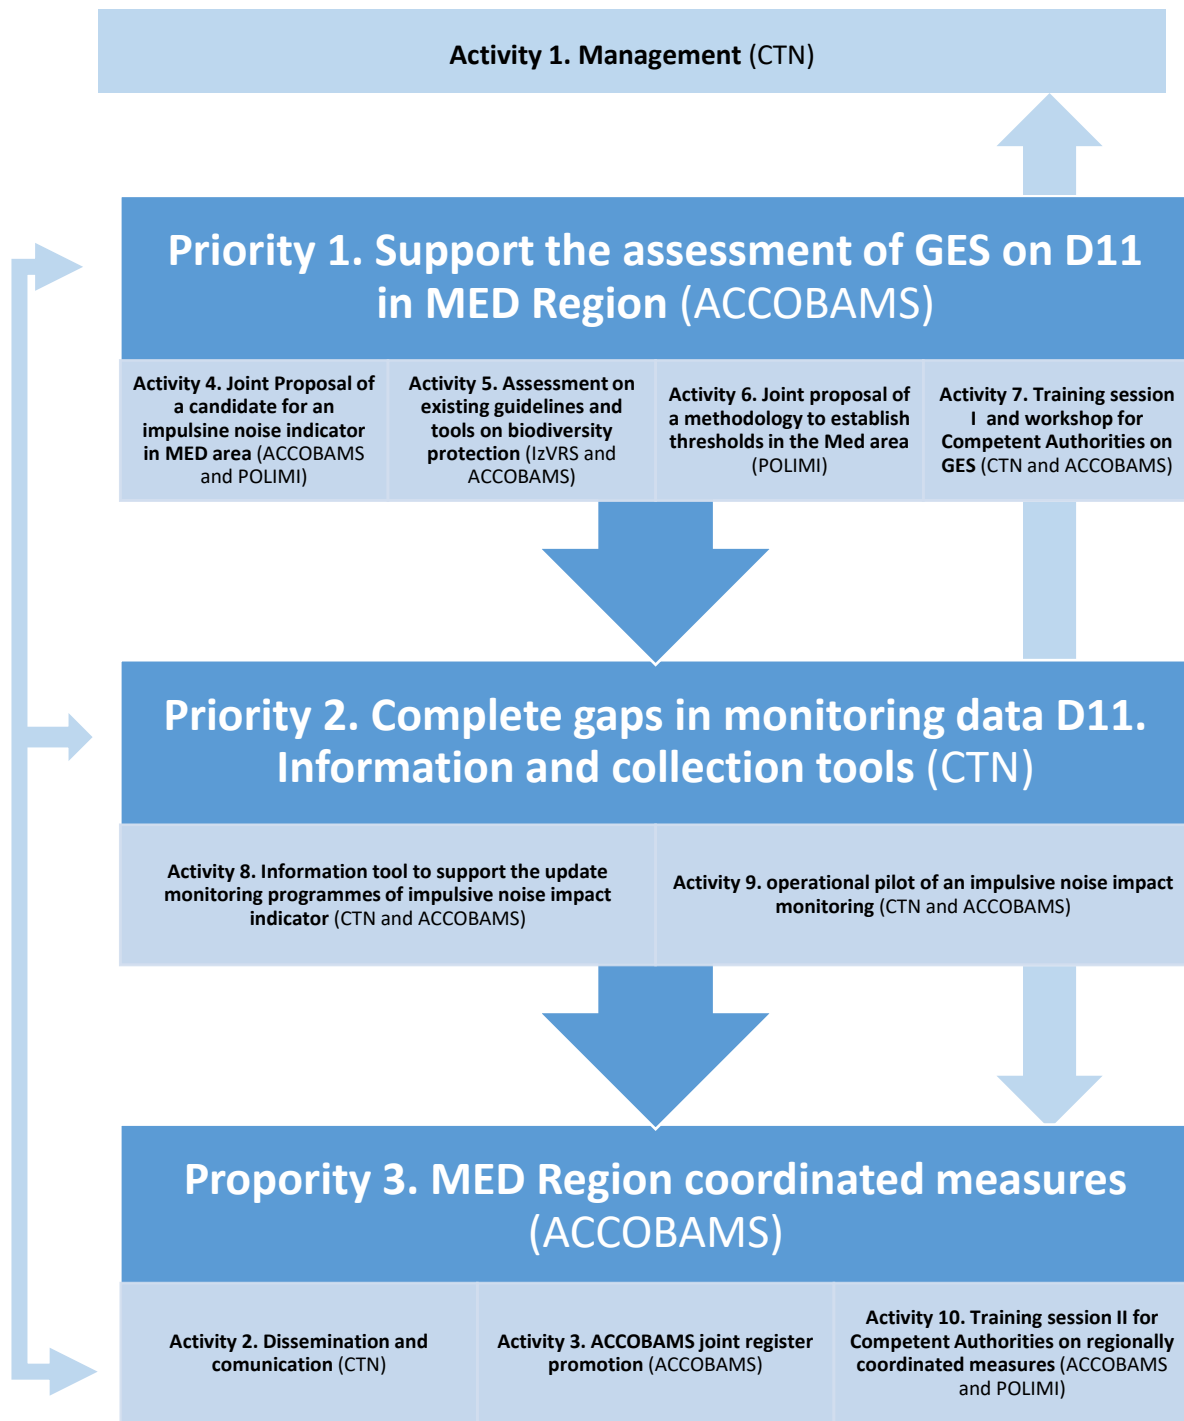 Activity 1. Management (CTN)
Priority 1. Support the assessment of GES on D11
in MED Region (ACCOBAMS)
Activity 4. Joint Proposal of
a candidate for an
impulsine noise indicator
in MED area (ACCOBAMS
and POLIMI)
Activity 5. Assessment on
existing guidelines and
tools on biodiversity
protection (IzVRS and
ACCOBAMS)
Activity 6. Joint proposal of
a methodology to establish
thresholds in the Med area
(POLIMI)
Activity 7. Training session
I and workshop for
Competent Authorities on
GES (CTN and ACCOBAMS)
Priority 2. Complete gaps in monitoring data D11.
Information and collection tools (CTN)
Activity 8. Information tool to support the update
monitoring programmes of impulsive noise impact
indicator (CTN and ACCOBAMS)
Activity 9. operational pilot of an impulsive noise impact
monitoring (CTN and ACCOBAMS)
Propority 3. MED Region coordinated measures
(ACCOBAMS)
Activity 2. Dissemination and
comunication (CTN)
Activity 3. ACCOBAMS joint register
promotion (ACCOBAMS)
Activity 10. Training session II for
Competent Authorities on regionally
coordinated measures (ACCOBAMS
and POLIMI)